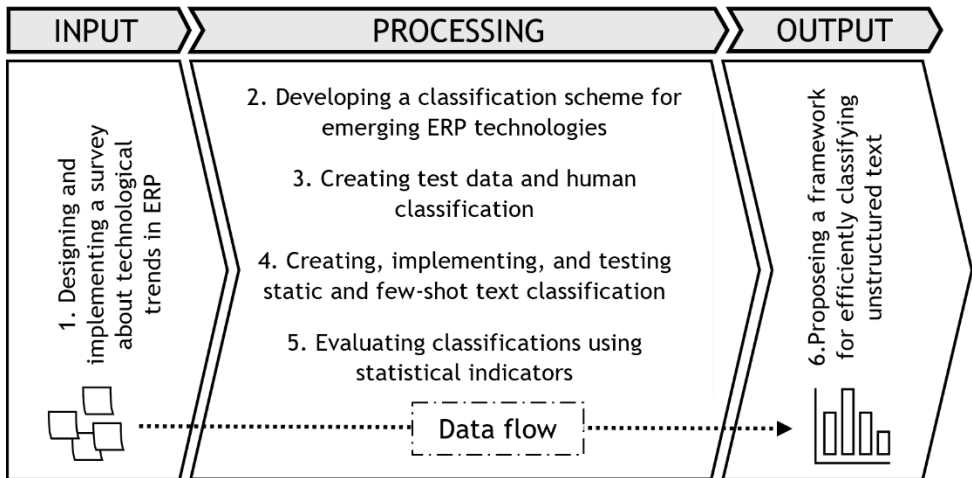 INPUT
PROCESSING
OUTPUT
1. Designing and
implementing a survey
about technological
trends in ERP
2. Developing a classification scheme for
emerging ERP technologies
3. Creating test data and human
classification
4. Creating, implementing, and testing
static and few-shot text classification
5. Evaluating classifications using
statistical indicators
6.Proposeing a framework
for efficiently classifying
unstructured text
Data flow